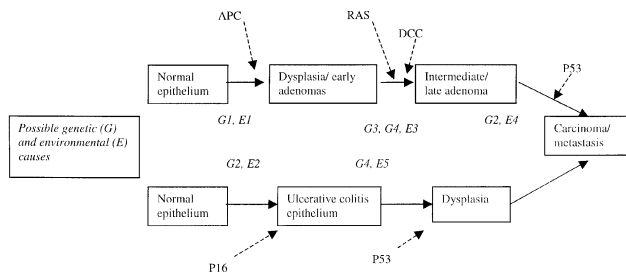 APC
RAS
DCC
P53
Normal
epithelium
Dysplasia/ early
adenomas
Intermediate/
late adenoma
G1, E1
G3, G4, E3
G2, E4
Carcinoma/
metastasis
Possible genetic (G)
and environmental (E)
causes
G2, E2
G4, E5
Normal
epithelium
Ulcerative colitis
epithelium
Dysplasia
P16
P53